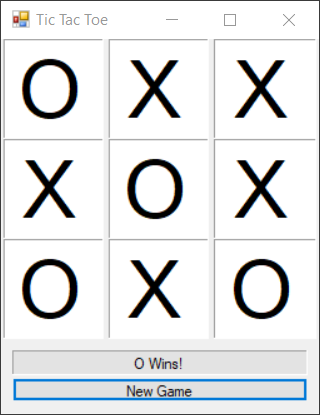 Tic Tac Toe
O X X
X O X
O X O
O Wins!
New Game